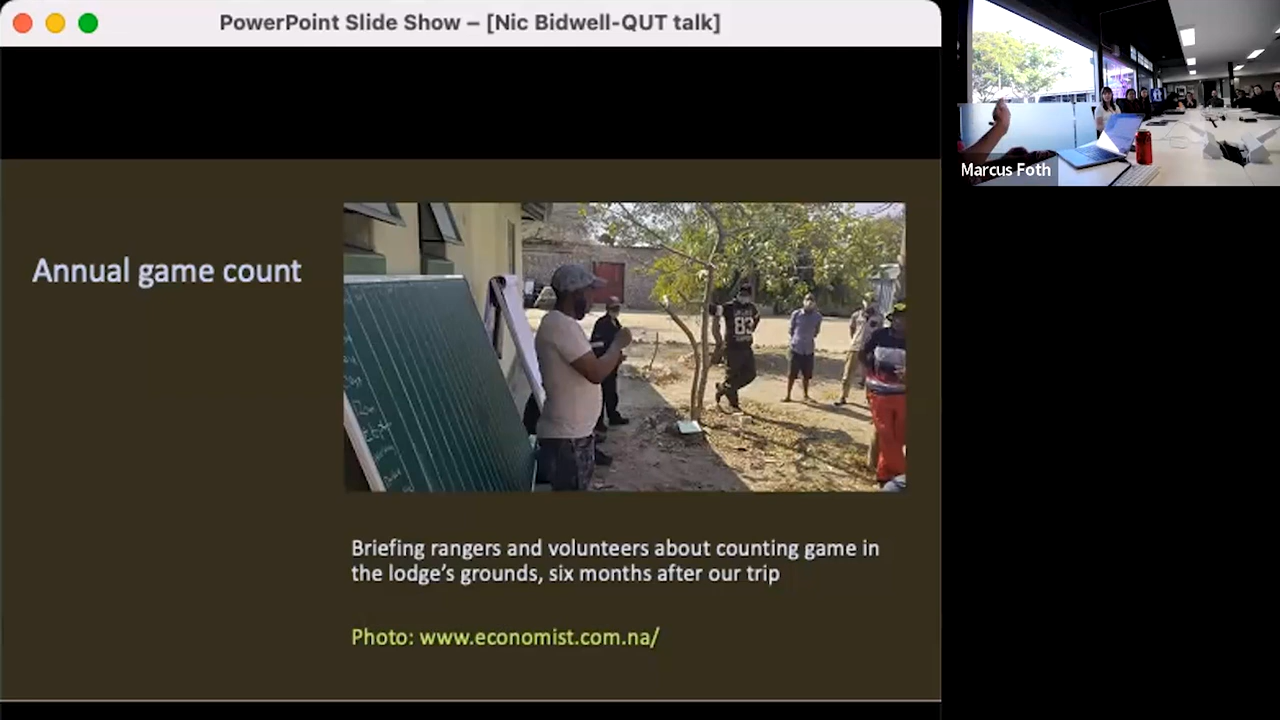 PowerPoint Slide Show – [Nic Bidwell-QUT talk]
Marcus Foth
Annual game count
83
Briefing rangers and volunteers about counting game in
the lodge's grounds, six months after our trip
Photo: www.economist.com.na/